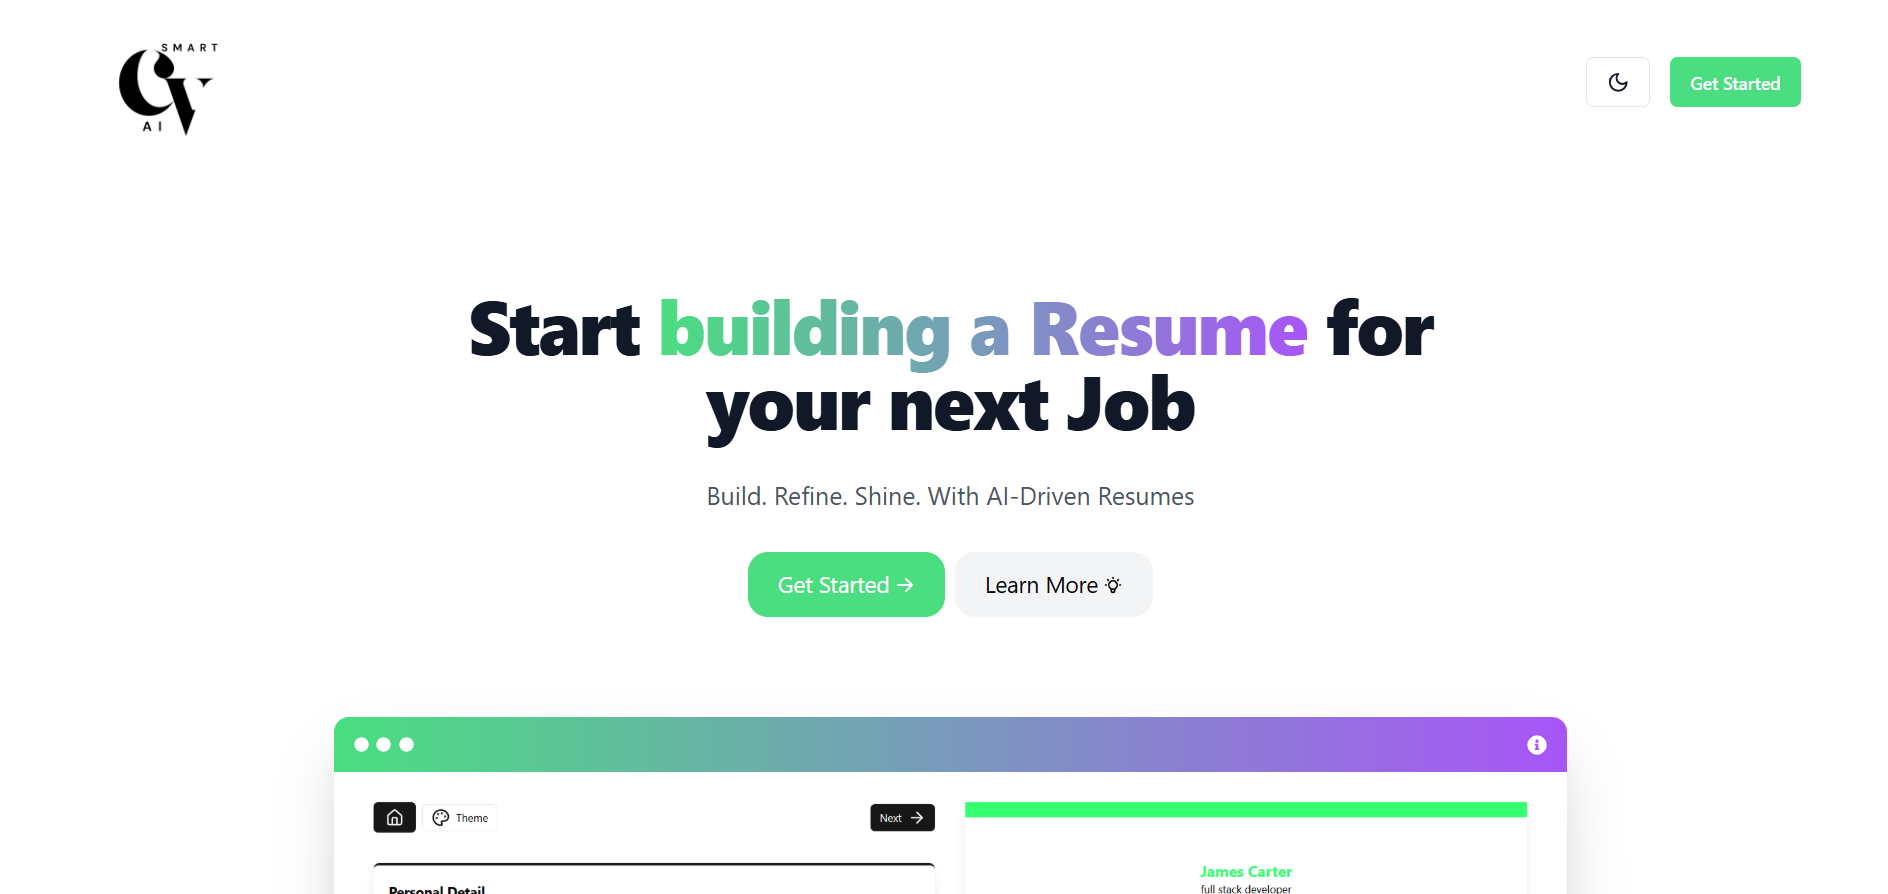 SMART
CV
AI
Get Started
Start building a Resume for
your next Job
Build. Refine. Shine. With AI-Driven Resumes
Get Started
Learn More
Theme
Next
Personal Detail
James Carter
full stack developer